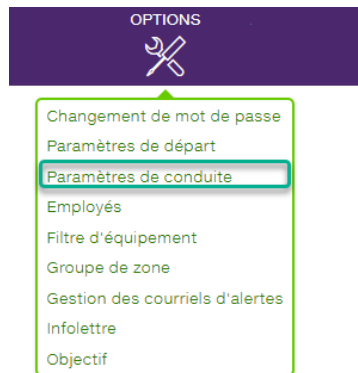 OPTIONS
Changement de mot de passe
Paramètres de départ
Paramètres de conduite
Employés
Filtre d'équipement
Groupe de zone
Gestion des courriels d'alertes
Infolettre
Objectif